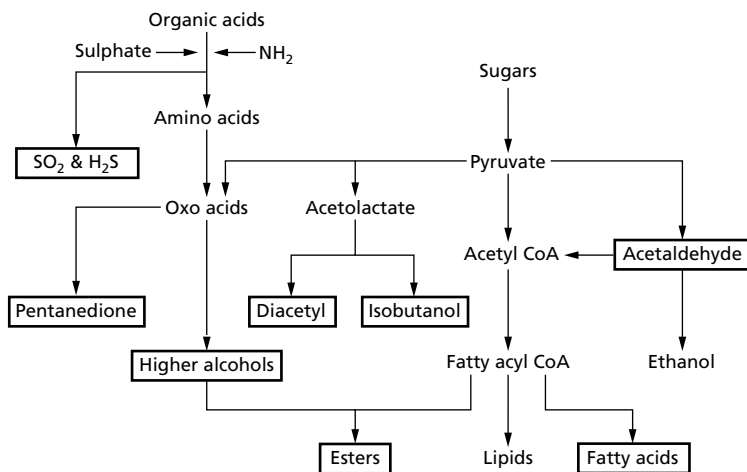 Organic acids
Sulphate
NH₂
Sugars
Amino acids
SO₂ & H₂S
Pyruvate
Oxo acids
Acetolactate
Acetyl CoA
Acetaldehyde
Pentanedione
Diacetyl
Isobutanol
Higher alcohols
Fatty acyl CoA
Ethanol
Esters
Lipids
Fatty acids